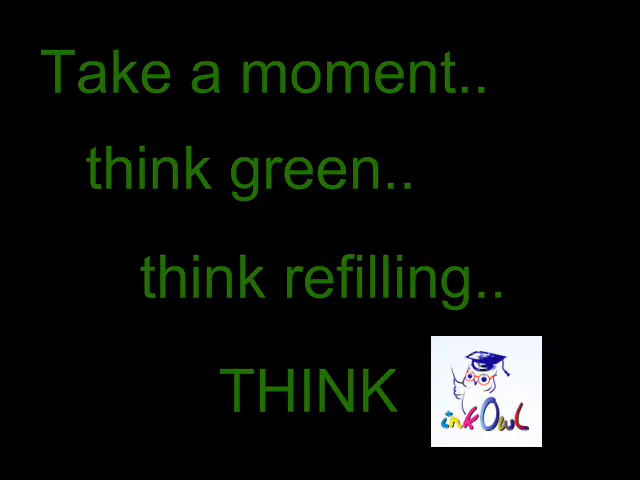 Take a moment..
think green..
think refilling..
THINK
inkOwL